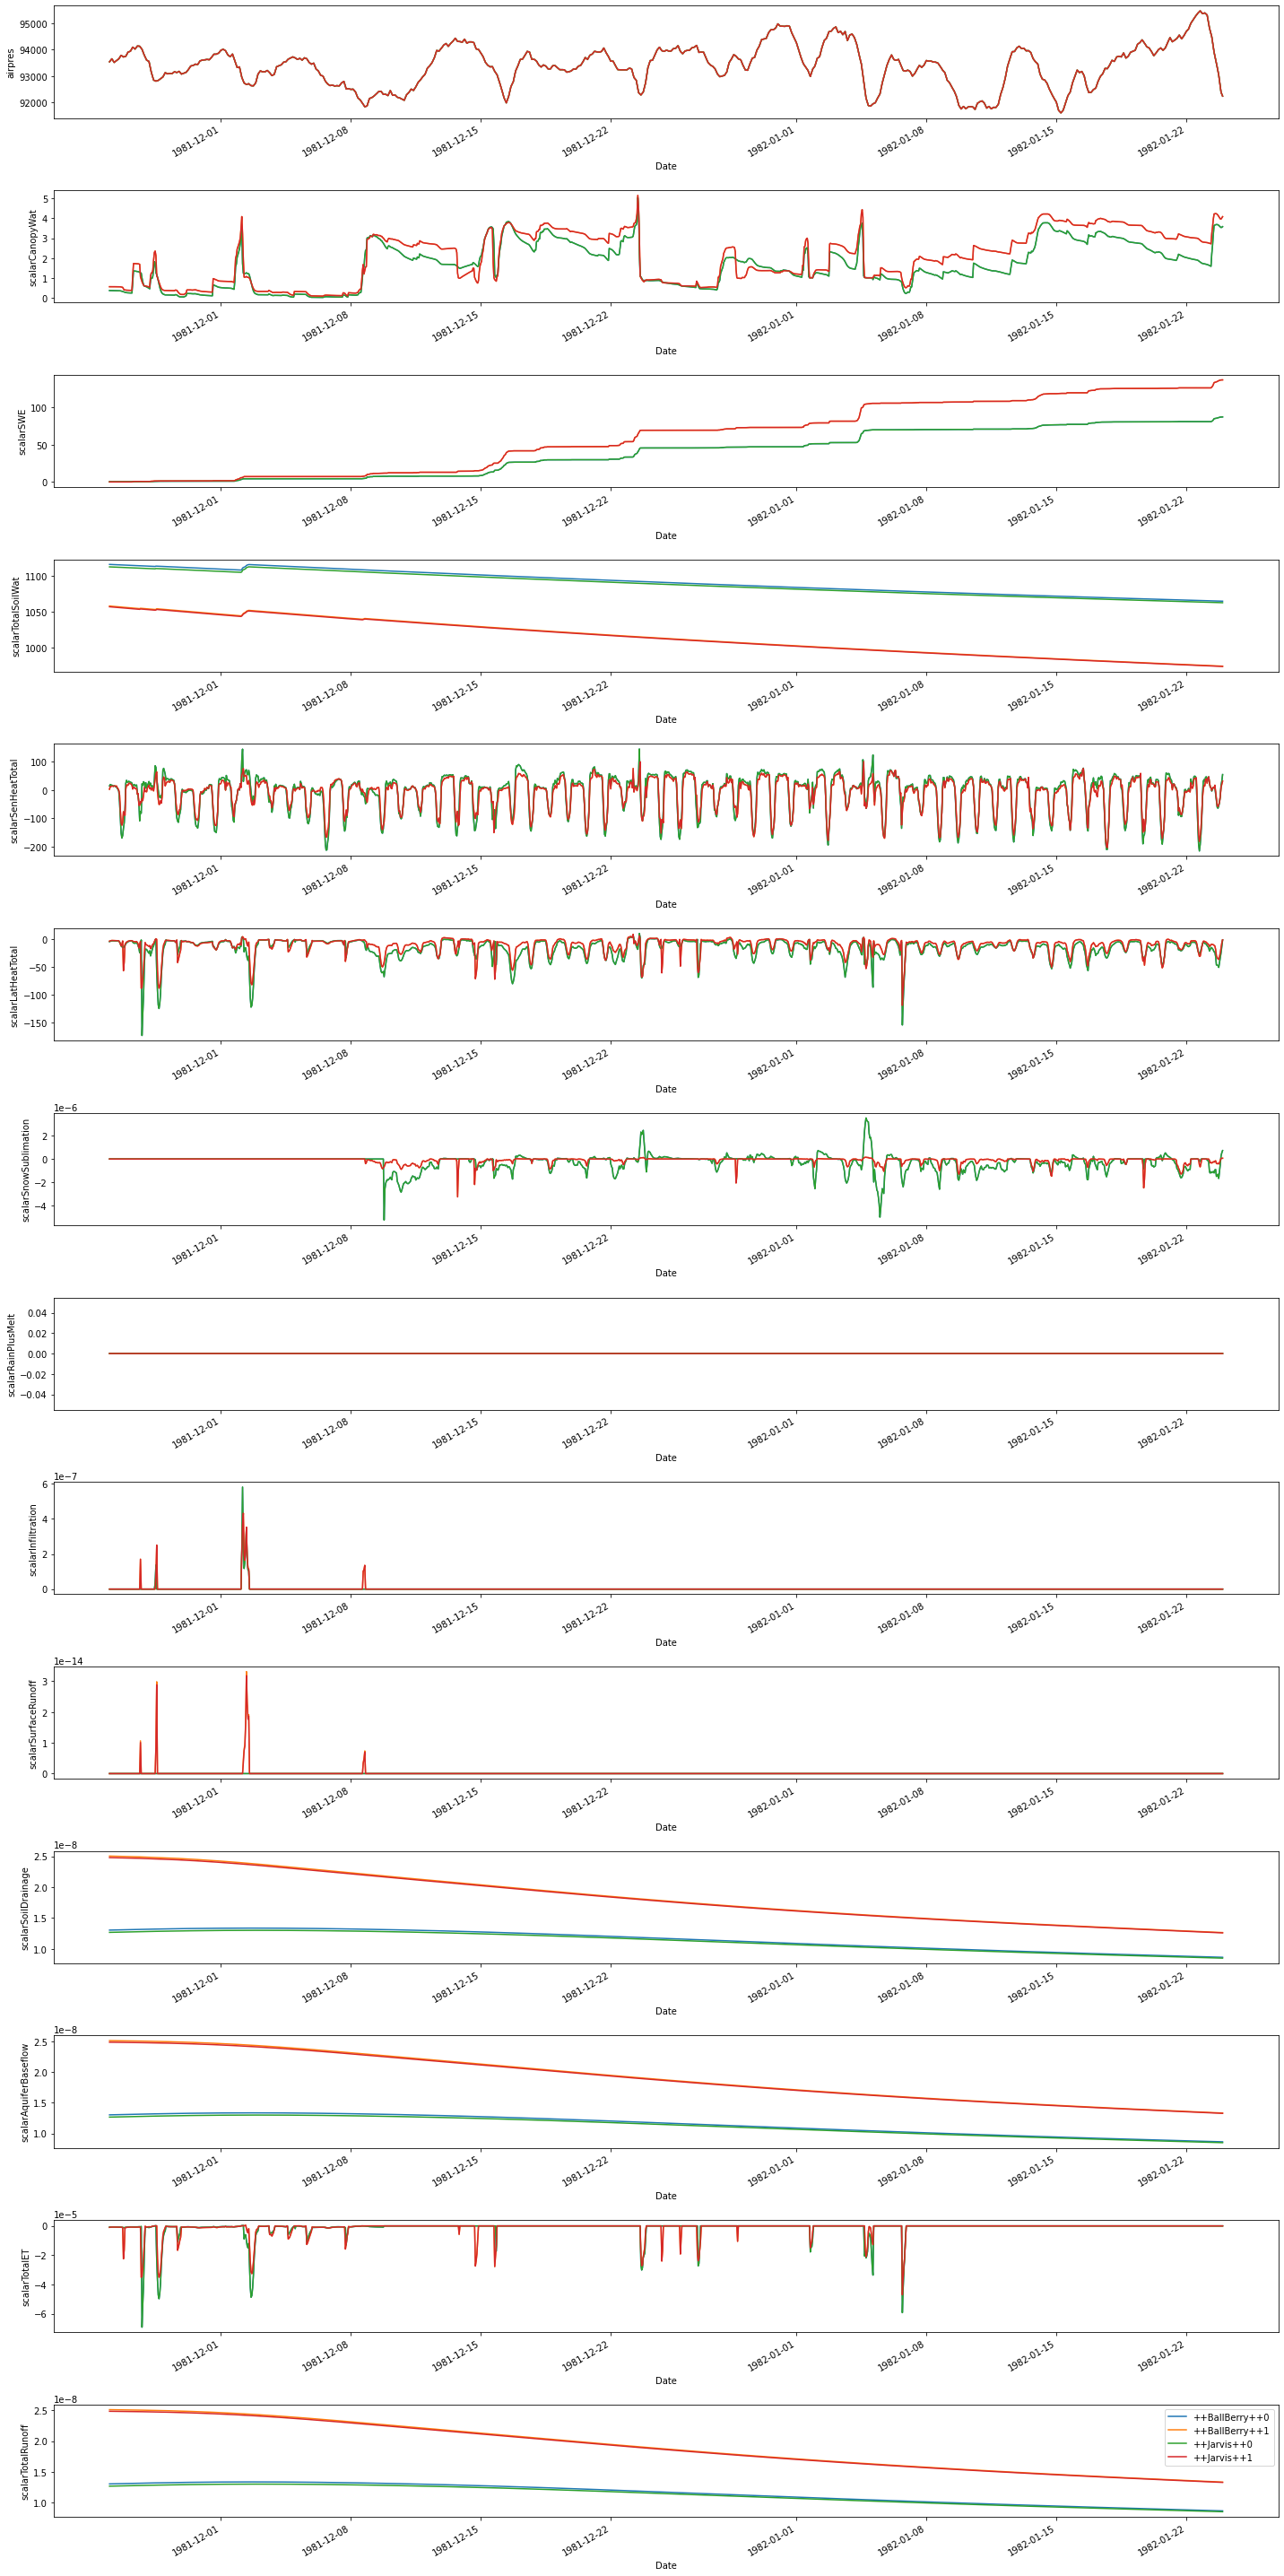 airpres
95000
94000
93000
92000
1981-12-01 1981-12-08 1981-12-15 1981-12-22 1982-01-01 1982-01-08 1982-01-15 1982-01-22
Date
scalarCanopyWat
5
4
3
2
1
0
1981-12-01 1981-12-08 1981-12-15 1981-12-22 1982-01-01 1982-01-08 1982-01-15 1982-01-22
Date
scalarSWE
100
50
0
1981-12-01 1981-12-08 1981-12-15 1981-12-22 1982-01-01 1982-01-08 1982-01-15 1982-01-22
Date
scalarTotalSoilWat
1100
1050
1000
1981-12-01 1981-12-08 1981-12-15 1981-12-22 1982-01-01 1982-01-08 1982-01-15 1982-01-22
Date
scalarSenHeatTotal
100
0
−100
−200
1981-12-01 1981-12-08 1981-12-15 1981-12-22 1982-01-01 1982-01-08 1982-01-15 1982-01-22
Date
scalarLatHeatTotal
0
−50
−100
−150
1981-12-01 1981-12-08 1981-12-15 1981-12-22 1982-01-01 1982-01-08 1982-01-15 1982-01-22
Date
1e−6
scalarSnowSublimation
2
0
−2
−4
1981-12-01 1981-12-08 1981-12-15 1981-12-22 1982-01-01 1982-01-08 1982-01-15 1982-01-22
Date
scalarRainPlusMelt
0.04
0.02
0.00
−0.02
−0.04
1981-12-01 1981-12-08 1981-12-15 1981-12-22 1982-01-01 1982-01-08 1982-01-15 1982-01-22
Date
1e−7
scalarInfiltration
6
4
2
0
1981-12-01 1981-12-08 1981-12-15 1981-12-22 1982-01-01 1982-01-08 1982-01-15 1982-01-22
Date
1e−14
scalarSurfaceRunoff
3
2
1
0
1981-12-01 1981-12-08 1981-12-15 1981-12-22 1982-01-01 1982-01-08 1982-01-15 1982-01-22
Date
1e−8
scalarSoilDrainage
2.5
2.0
1.5
1.0
1981-12-01 1981-12-08 1981-12-15 1981-12-22 1982-01-01 1982-01-08 1982-01-15 1982-01-22
Date
1e−8
scalarAquiferBaseflow
2.5
2.0
1.5
1.0
1981-12-01 1981-12-08 1981-12-15 1981-12-22 1982-01-01 1982-01-08 1982-01-15 1982-01-22
Date
1e−5
scalarTotalET
0
−2
−4
−6
1981-12-01 1981-12-08 1981-12-15 1981-12-22 1982-01-01 1982-01-08 1982-01-15 1982-01-22
Date
1e−8
scalarTotalRunoff
2.5
2.0
1.5
1.0
++BallBerry++0
++BallBerry++1
++Jarvis++0
++Jarvis++1
1981-12-01 1981-12-08 1981-12-15 1981-12-22 1982-01-01 1982-01-08 1982-01-15 1982-01-22
Date